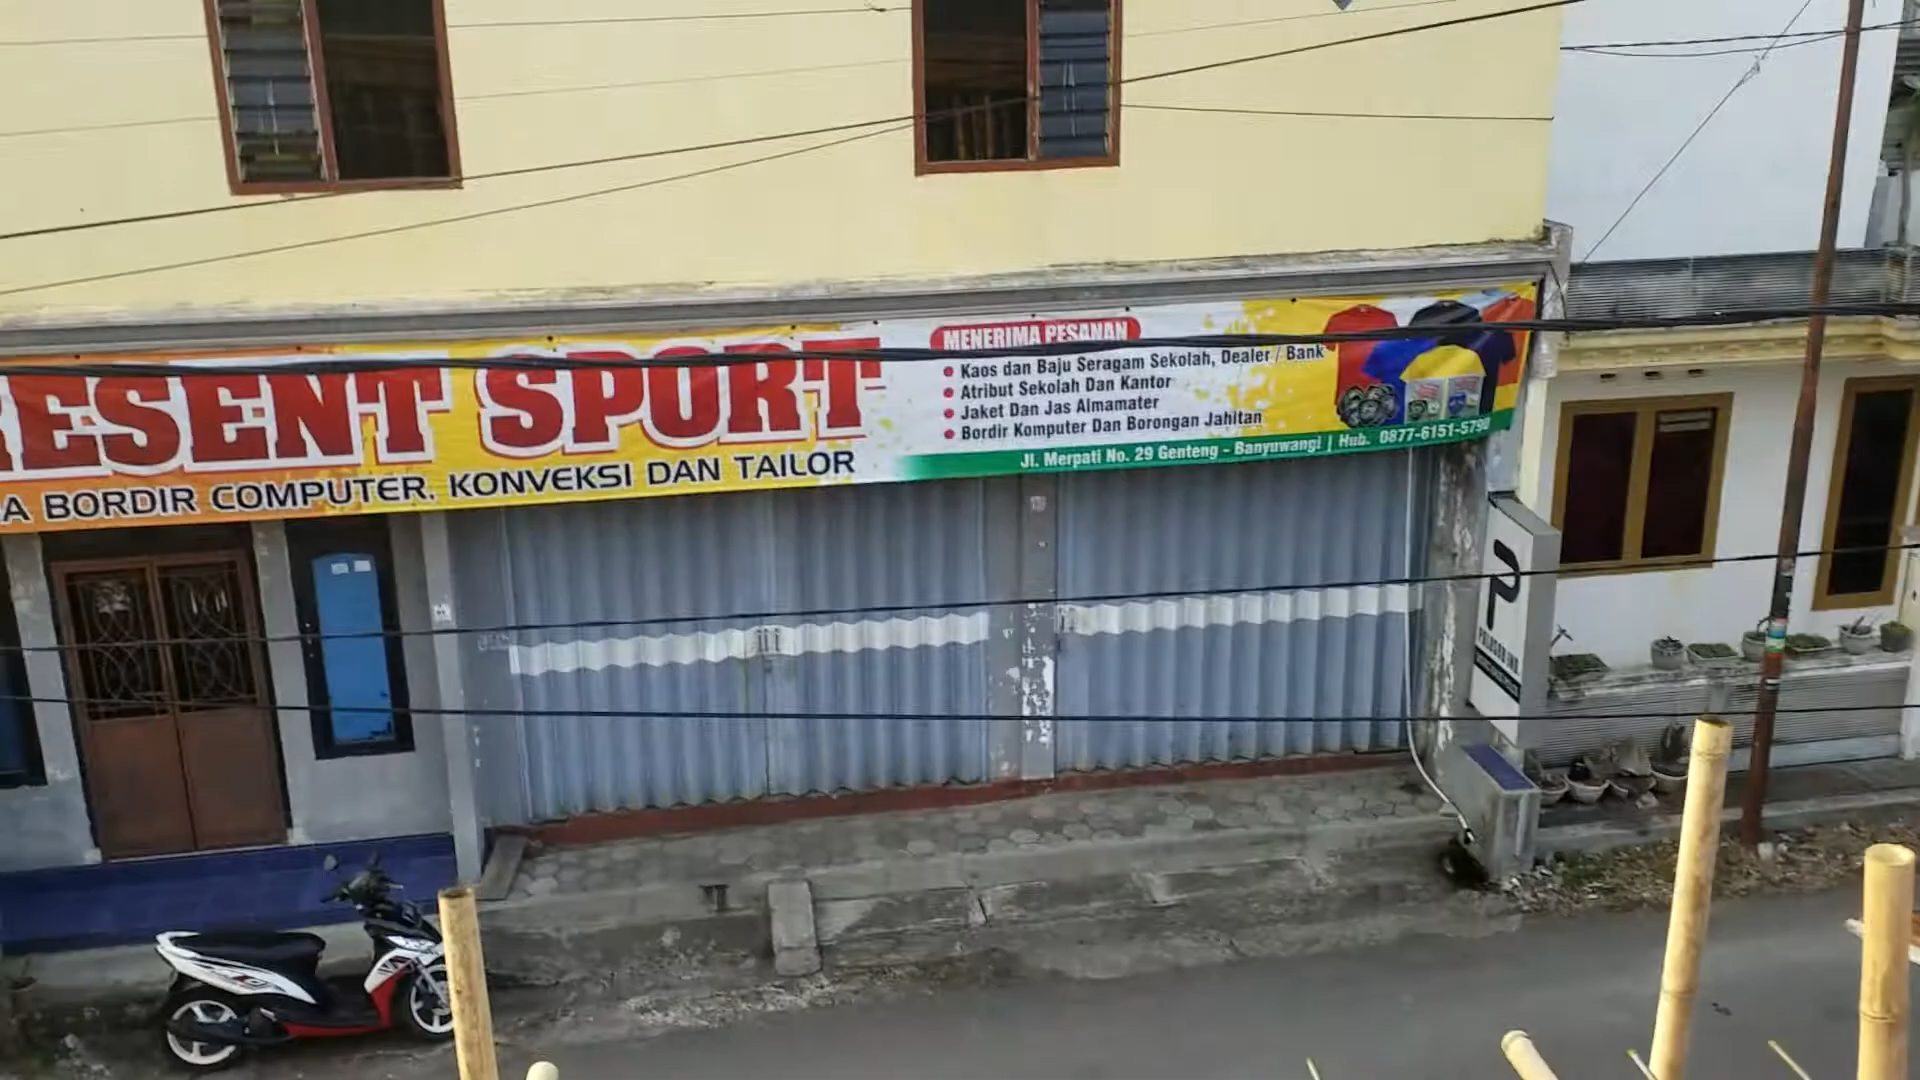 RESENT SPORT
A BORDIR COMPUTER, KONVEKSI DAN TAILOR
MENERIMA PESANAN
Kaos dan Baju Seragam Sekolah, Dealer / Bank
Atribut Sekolah Dan Kantor
Jaket Dan Jas Almamater
Bordir Komputer Dan Borongan Jahitan
Jl. Merpati No. 29 Genteng - Banyuwangi | Hub. 0877-6151-5790
P